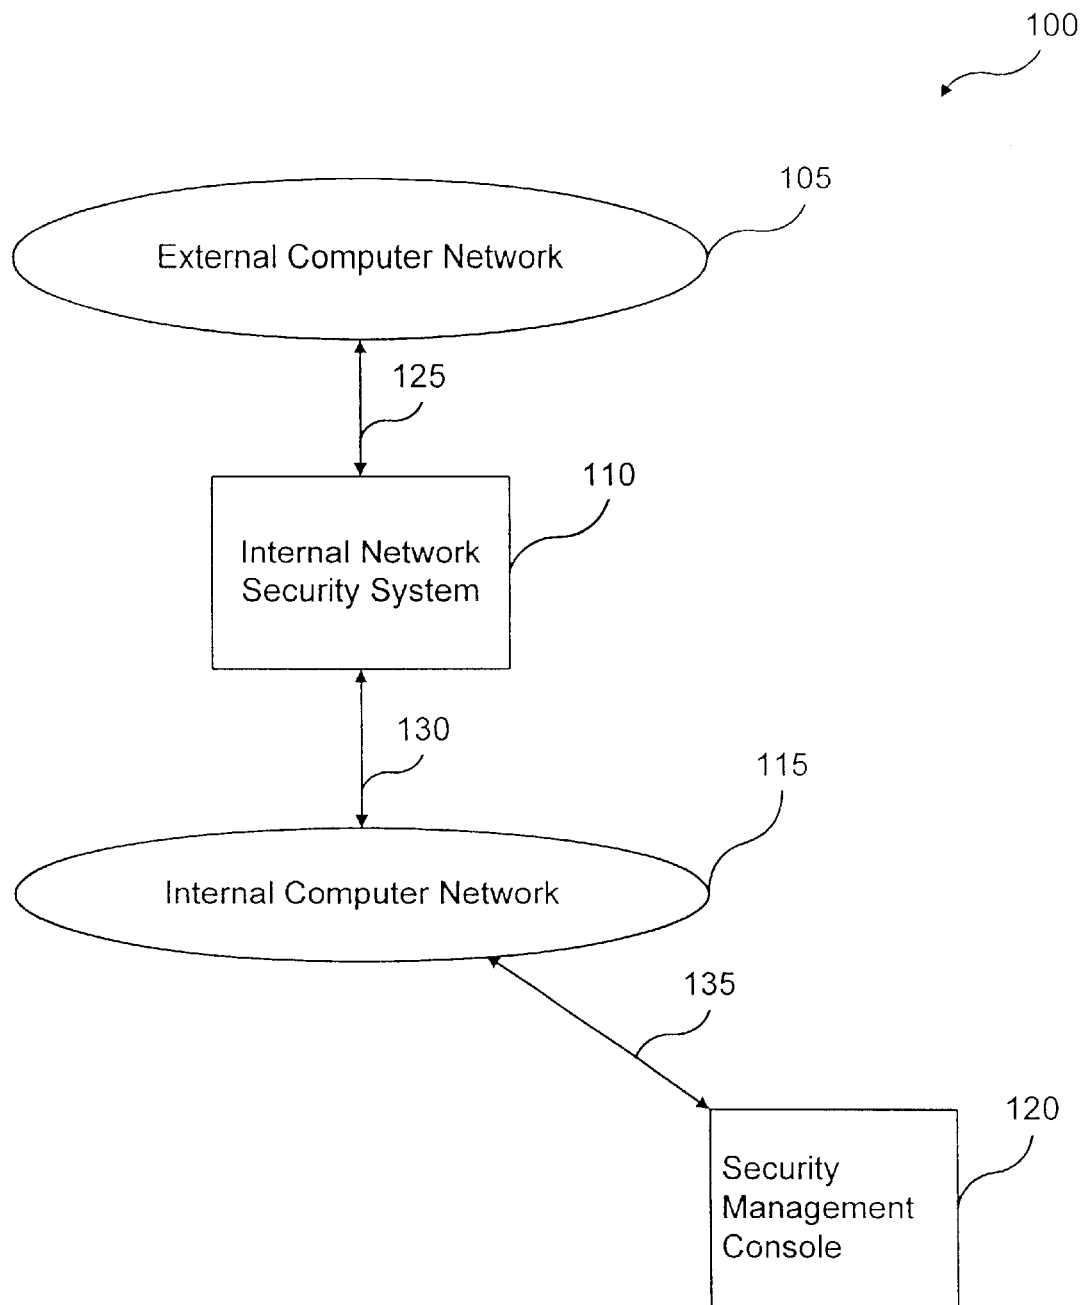 100
105
External Computer Network
125
110
Internal Network
Security System
130
115
Internal Computer Network
135
120
Security
Management
Console